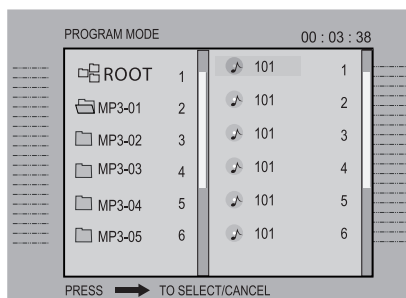 PROGRAM MODE 00 : 03 : 38
ROOT 1
MP3-01 2
MP3-02 3
MP3-03 4
MP3-04 5
MP3-05 6
101 1
101 2
101 3
101 4
101 5
101 6
PRESS TO SELECT/CANCEL